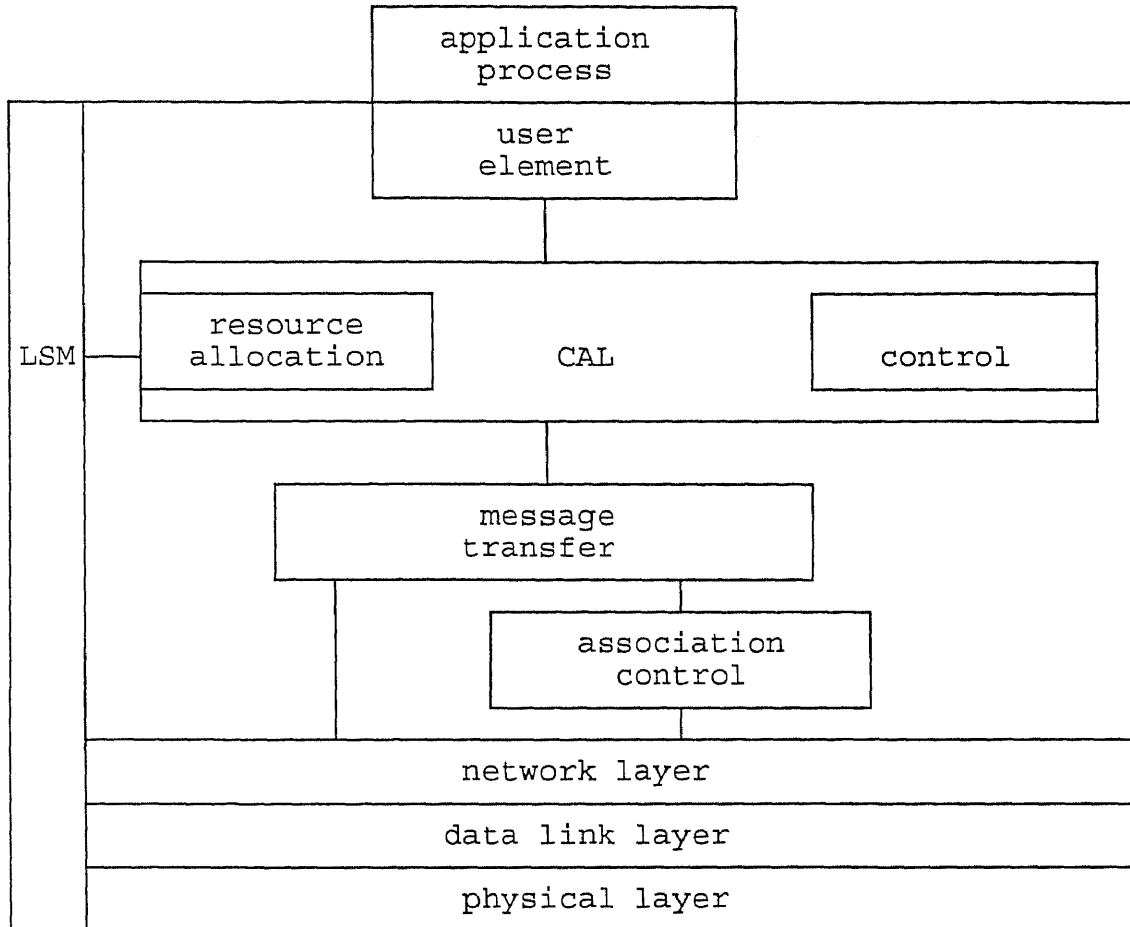 application
process
user
element
resource
allocation
LSM
CAL
control
message
transfer
association
control
network layer
data link layer
physical layer